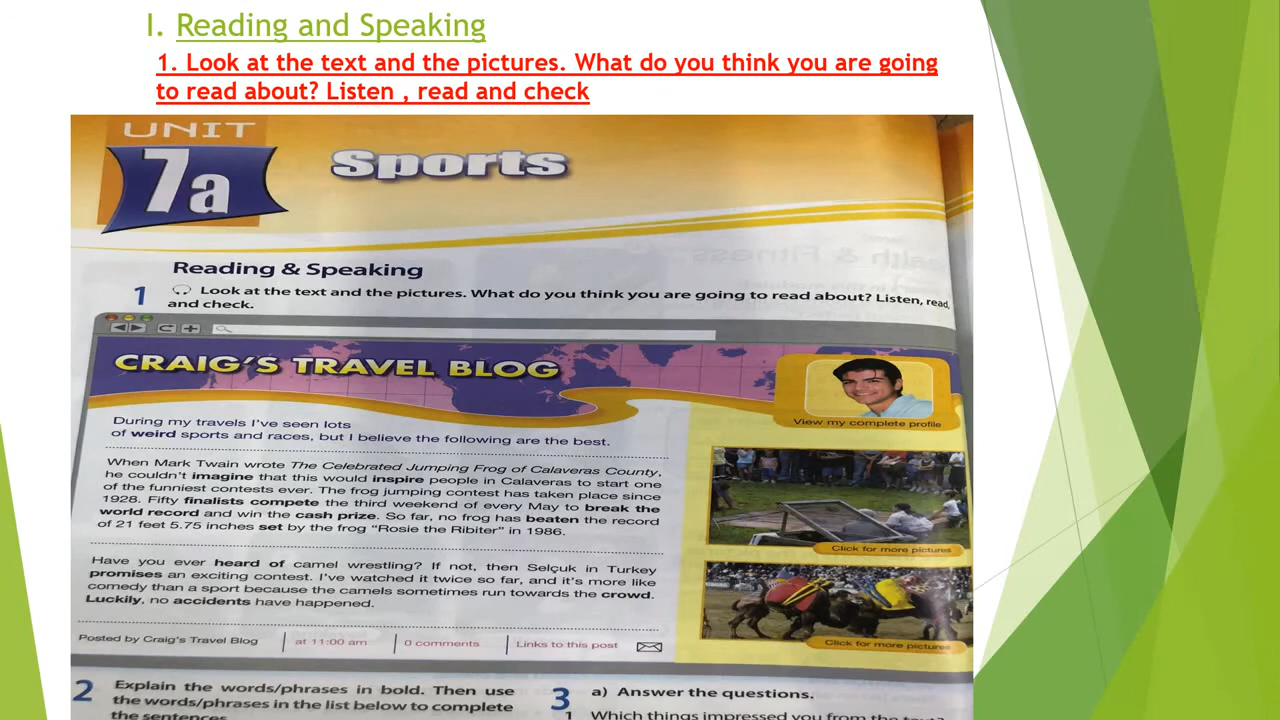 I. Reading and Speaking
1. Look at the text and the pictures. What do you think you are going
to read about? Listen , read and check
UNIT
7a
Sports
Reading & Speaking
1 Look at the text and the pictures. What do you think you are going to read about? Listen, read,
and check.
CRAIG'S TRAVEL BLOG
View my complete profile
During my travels I've seen lots
of weird sports and races, but I believe the following are the best.
When Mark Twain wrote The Celebrated Jumping Frog of Calaveras County,
he couldn't imagine that this would inspire people in Calaveras to start one
of the funniest contests ever. The frog jumping contest has taken place since
1928. Fifty finalists compete the third weekend of every May to break the
world record and win the cash prize. So far, no frog has beaten the record
of 21 feet 5.75 inches set by the frog "Rosie the Ribiter" in 1986.
Click for more pictures
Have you ever heard of camel wrestling? If not, then Selçuk in Turkey
promises an exciting contest. I've watched it twice so far, and it's more like
comedy than a sport because the camels sometimes run towards the crowd.
Luckily, no accidents have happened.
Click for more pictures
Posted by Craig's Travel Blog | at 11:00 am | 0 comments | Links to this post
2 Explain the words/phrases in bold. Then use
the words/phrases in the list below to complete
the sentences
3 a) Answer the questions.
1 Which things impressed you from the text?